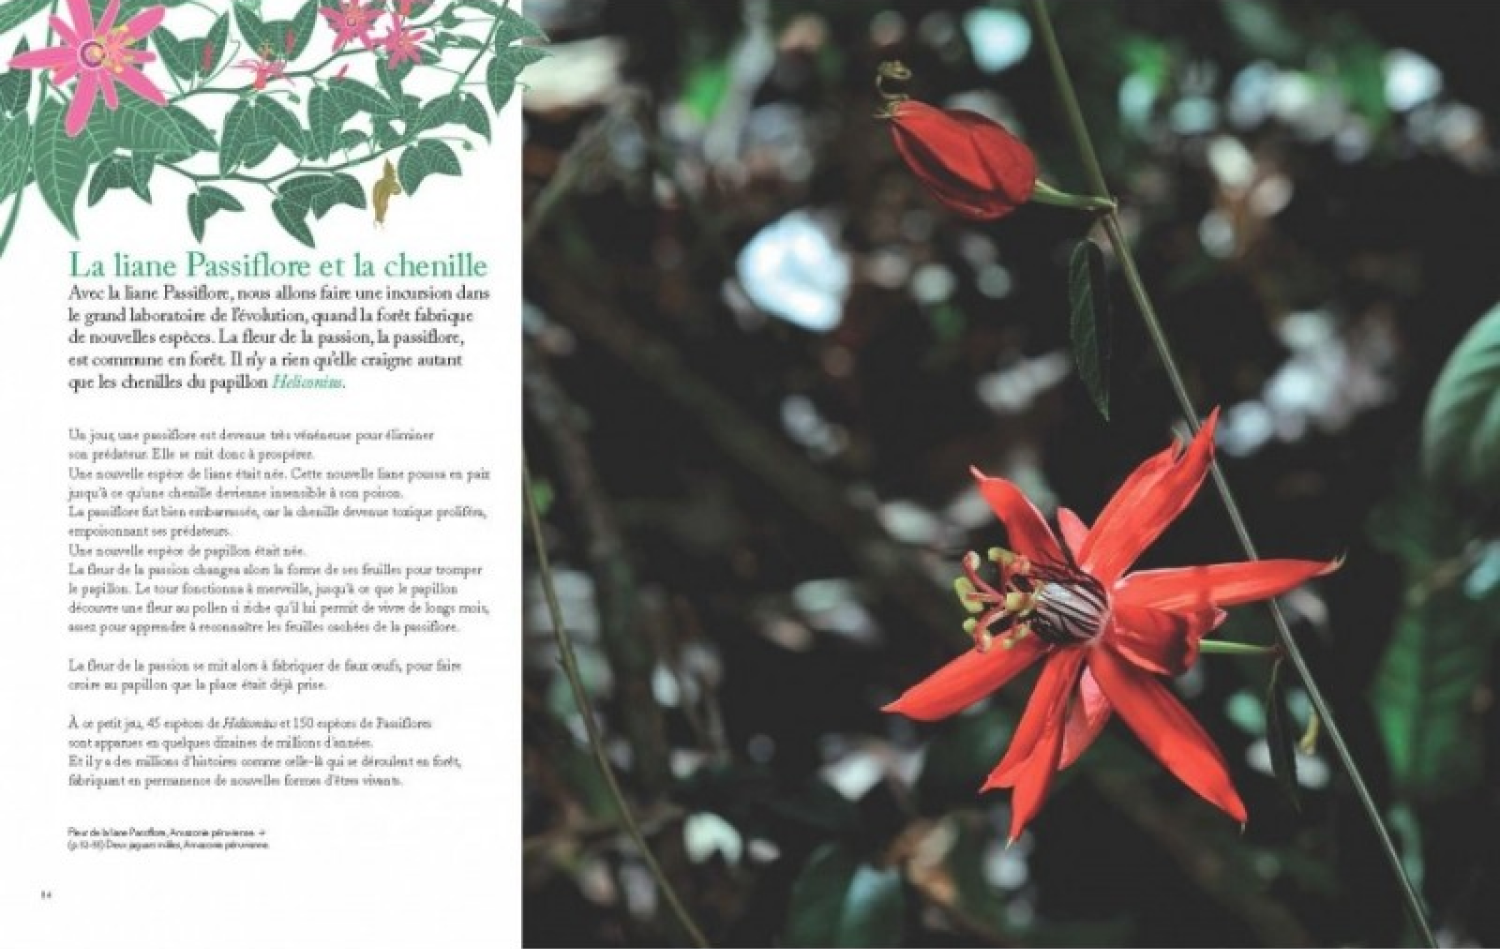 La liane Passiflore et la chenille
Avec la liane Passiflore, nous allons faire une incursion dans
le grand laboratoire de l'évolution, quand la forêt fabrique
de nouvelles espèces. La fleur de la passion, la passiflore,
est commune en forêt. Il n'y a rien qu'elle craigne autant
que les chenilles du papillon Heliconius.
Un jour, une passiflore est devenue très vénéneuse pour éliminer
son prédateur. Elle se mit donc à prospérer.
Une nouvelle espèce de liane était née. Cette nouvelle liane poussa en paix
jusqu'à ce qu'une chenille devienne insensible à son poison.
La passiflore fut bien embarrassée, car la chenille devenue toxique proliféra,
empoisonnant ses prédateurs.
Une nouvelle espèce de papillon était née.
La fleur de la passion changea alors la forme de ses feuilles pour tromper
le papillon. Le tour fonctionna à merveille, jusqu'à ce que le papillon
découvre une fleur au pollen si riche qu'il lui permit de vivre de longs mois,
assez pour apprendre à reconnaître les feuilles cachées de la passiflore.
La fleur de la passion se mit alors à fabriquer de faux œufs, pour faire
croire au papillon que la place était déjà prise.
À ce petit jeu, 45 espèces de Heliconius et 150 espèces de Passiflores
sont apparues en quelques dizaines de millions d'années.
Et il y a des millions d'histoires comme celle-là qui se déroulent en forêt,
fabriquant en permanence de nouvelles formes d'êtres vivants.
Fleur de la liane Passiflore, Amazonie péruvienne. →
Deux jaguars mâles, Amazonie péruvienne.